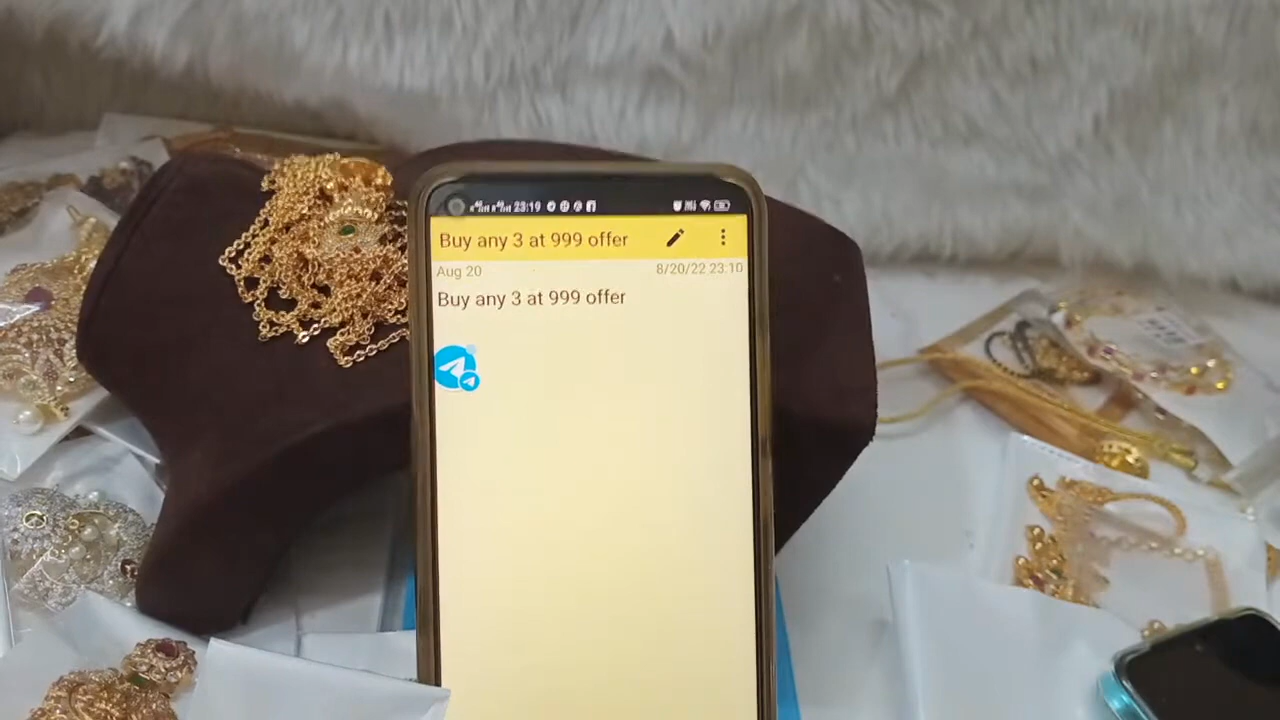 23:19
Buy any 3 at 999 offer
Aug 20 8/20/22 23:10
Buy any 3 at 999 offer